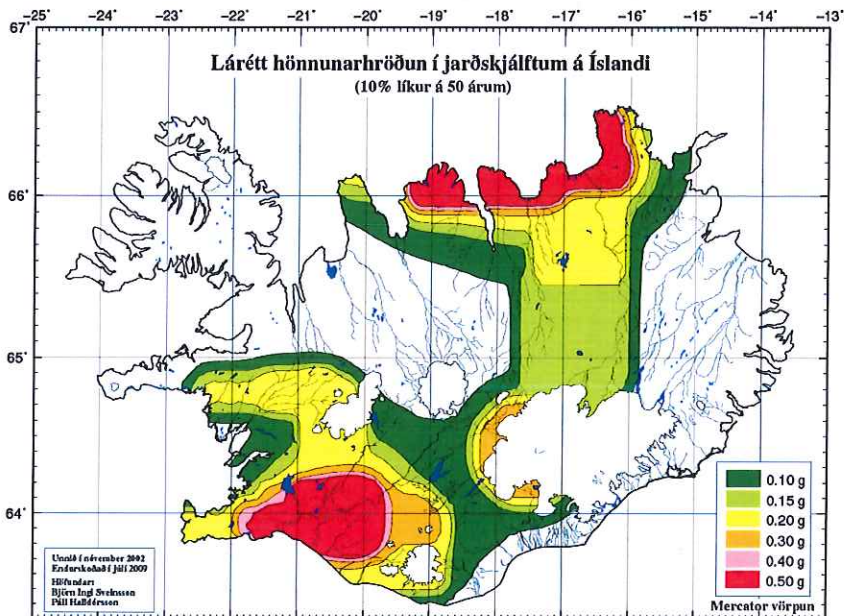 −25˚ −24˚ −23˚ −22˚ −21˚ −20˚ −19˚ −18˚ −17˚ −16˚ −15˚ −14˚ −13˚
67˚
Lárétt hönnunarhröðun í jarðskjálftum á Íslandi
(10% líkur á 50 árum)
66˚
65˚
64˚
0.10 g
0.15 g
0.20 g
0.30 g
0.40 g
0.50 g
Unnið í nóvember 2002
Endurskoðað í júlí 2009
Höfundar:
Björn Ingi Sveinsson
Páll Halldórsson
Mercator vörpun